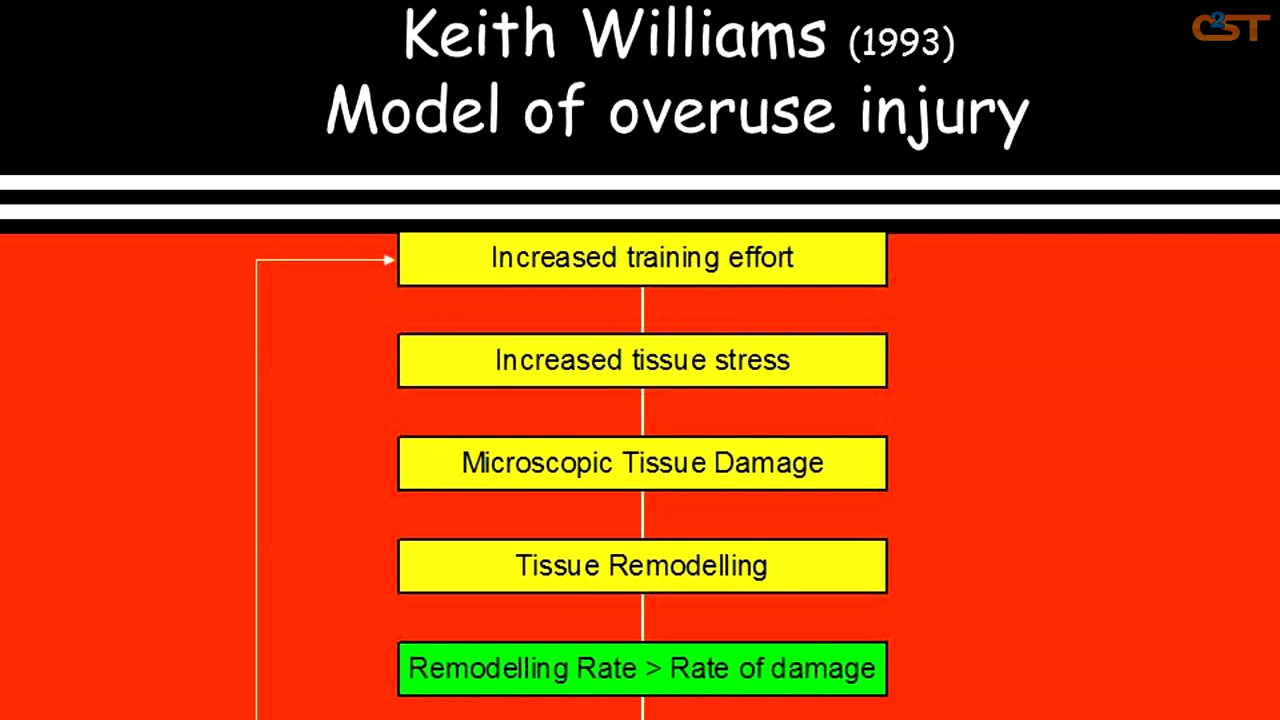 C2ST
Keith Williams (1993)
Model of overuse injury
Increased training effort
Increased tissue stress
Microscopic Tissue Damage
Tissue Remodelling
Remodelling Rate > Rate of damage